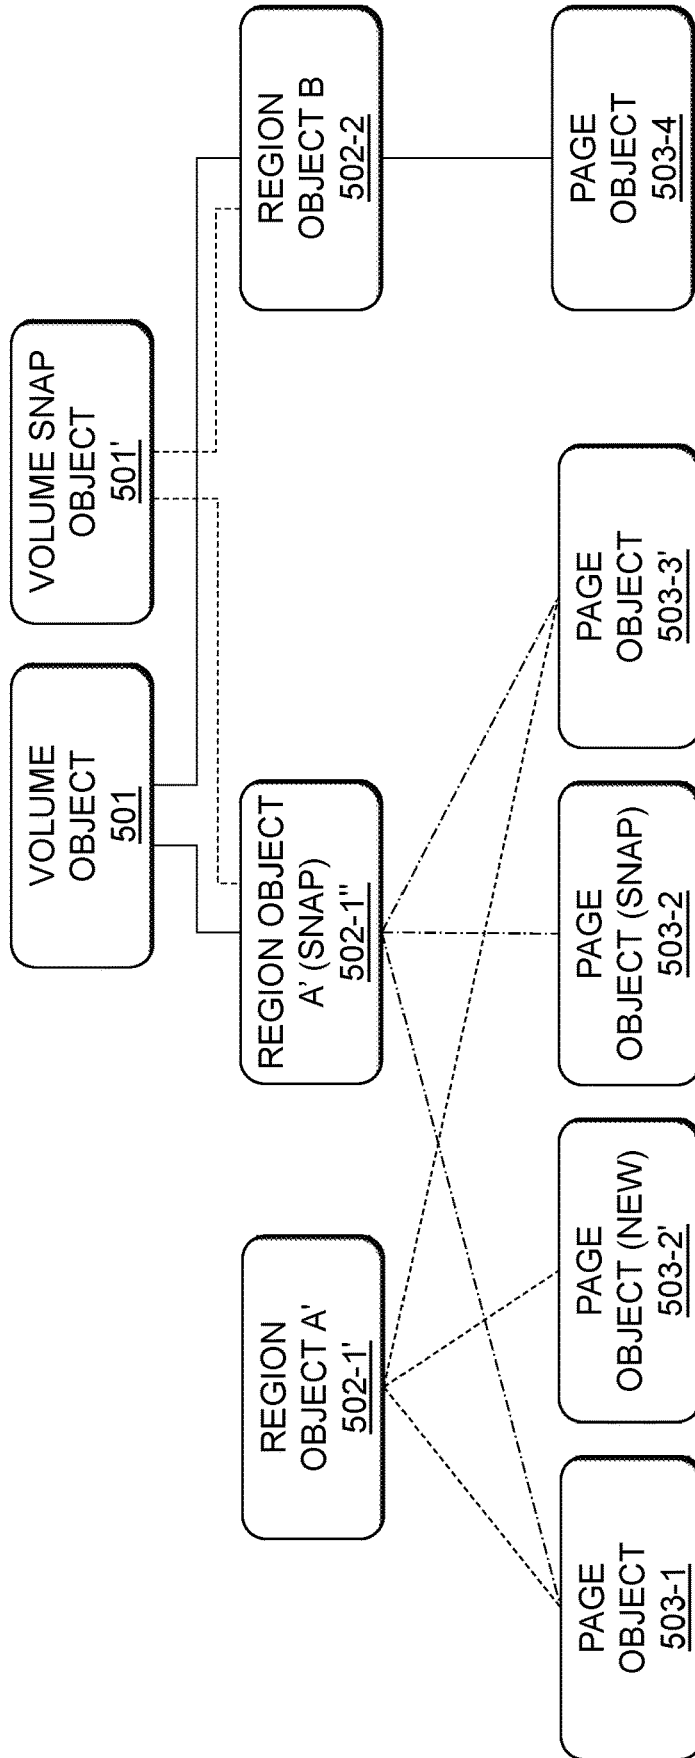 VOLUME
OBJECT
501
VOLUME SNAP
OBJECT
501'
REGION
OBJECT A'
502-1'
REGION OBJECT
A' (SNAP)
502-1"
REGION
OBJECT B
502-2
PAGE
OBJECT
503-1
PAGE
OBJECT (NEW)
503-2'
PAGE
OBJECT (SNAP)
503-2
PAGE
OBJECT
503-3'
PAGE
OBJECT
503-4